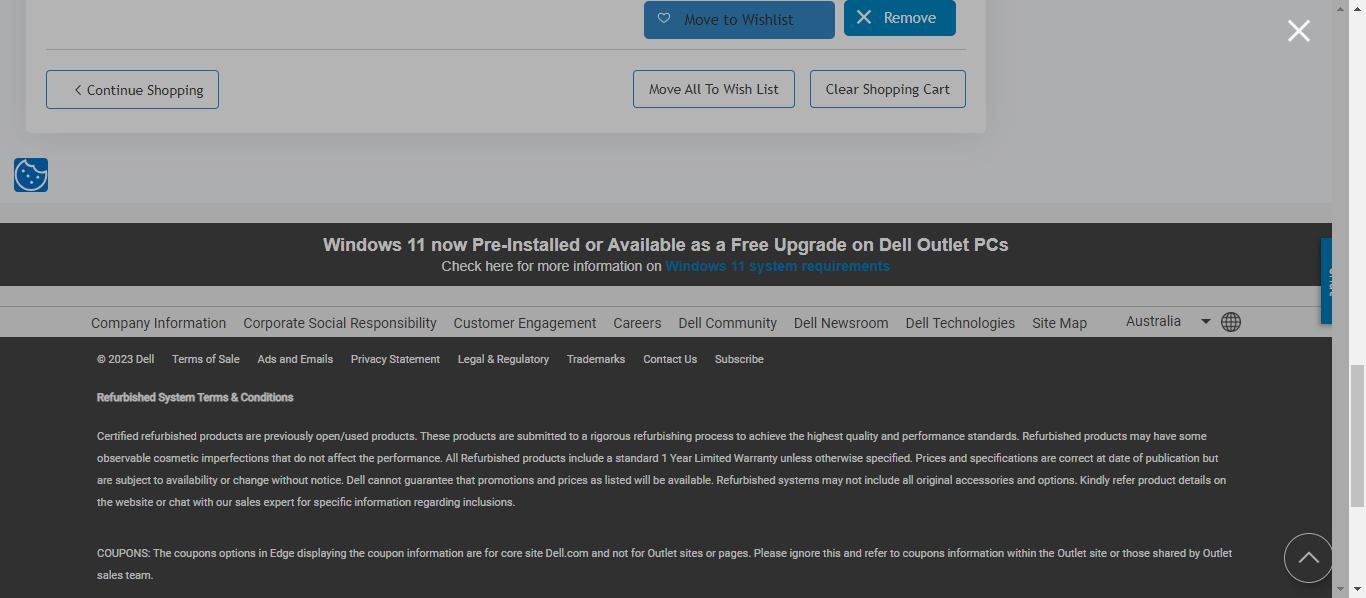 Move to Wishlist
Remove
Continue Shopping
Move All To Wish List
Clear Shopping Cart
Windows 11 now Pre-Installed or Available as a Free Upgrade on Dell Outlet PCs
Check here for more information on Windows 11 system requirements
Company Information Corporate Social Responsibility Customer Engagement Careers Dell Community Dell Newsroom Dell Technologies Site Map Australia
© 2023 Dell Terms of Sale Ads and Emails Privacy Statement Legal & Regulatory Trademarks Contact Us Subscribe
Refurbished System Terms & Conditions
Certified refurbished products are previously open/used products. These products are submitted to a rigorous refurbishing process to achieve the highest quality and performance standards. Refurbished products may have some
observable cosmetic imperfections that do not affect the performance. All Refurbished products include a standard 1 Year Limited Warranty unless otherwise specified. Prices and specifications are correct at date of publication but
are subject to availability or change without notice. Dell cannot guarantee that promotions and prices as listed will be available. Refurbished systems may not include all original accessories and options. Kindly refer product details on
the website or chat with our sales expert for specific information regarding inclusions.
COUPONS: The coupons options in Edge displaying the coupon information are for core site Dell.com and not for Outlet sites or pages. Please ignore this and refer to coupons information within the Outlet site or those shared by Outlet
sales team.